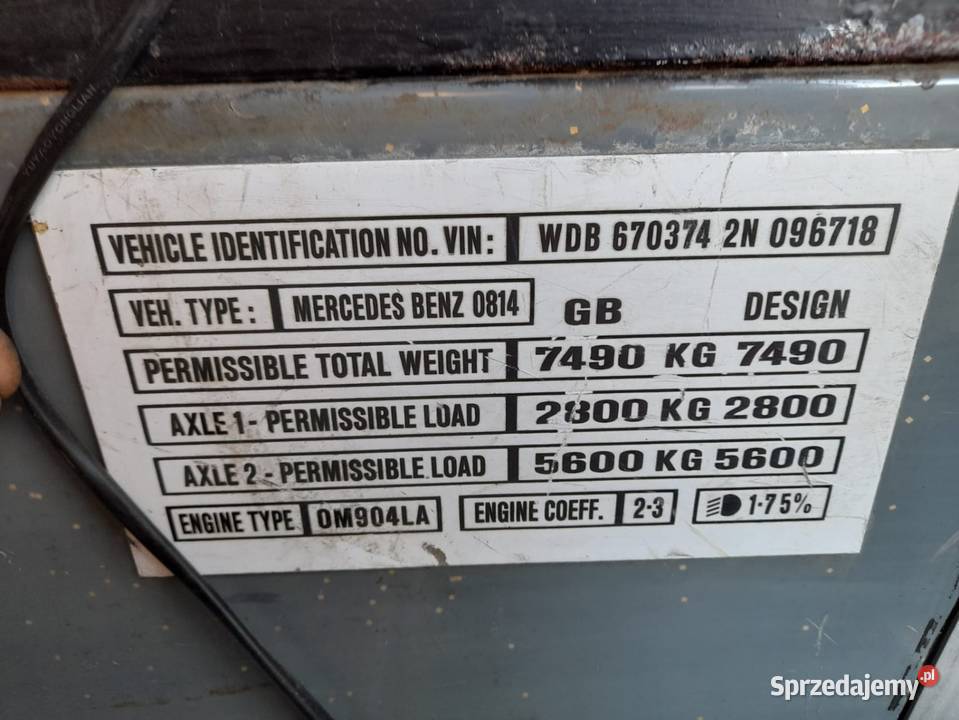 YUYAO YONGLIAN
VEHICLE IDENTIFICATION NO. VIN: WDB 670374 2N 096718
VEH. TYPE: MERCEDES BENZ 0814 GB DESIGN
PERMISSIBLE TOTAL WEIGHT 7490 KG 7490
AXLE 1- PERMISSIBLE LOAD 2800 KG 2800
AXLE 2- PERMISSIBLE LOAD 5600 KG 5600
ENGINE TYPE OM904LA ENGINE COEFF. 2·3 1·75%
Sprzedajemy.pl